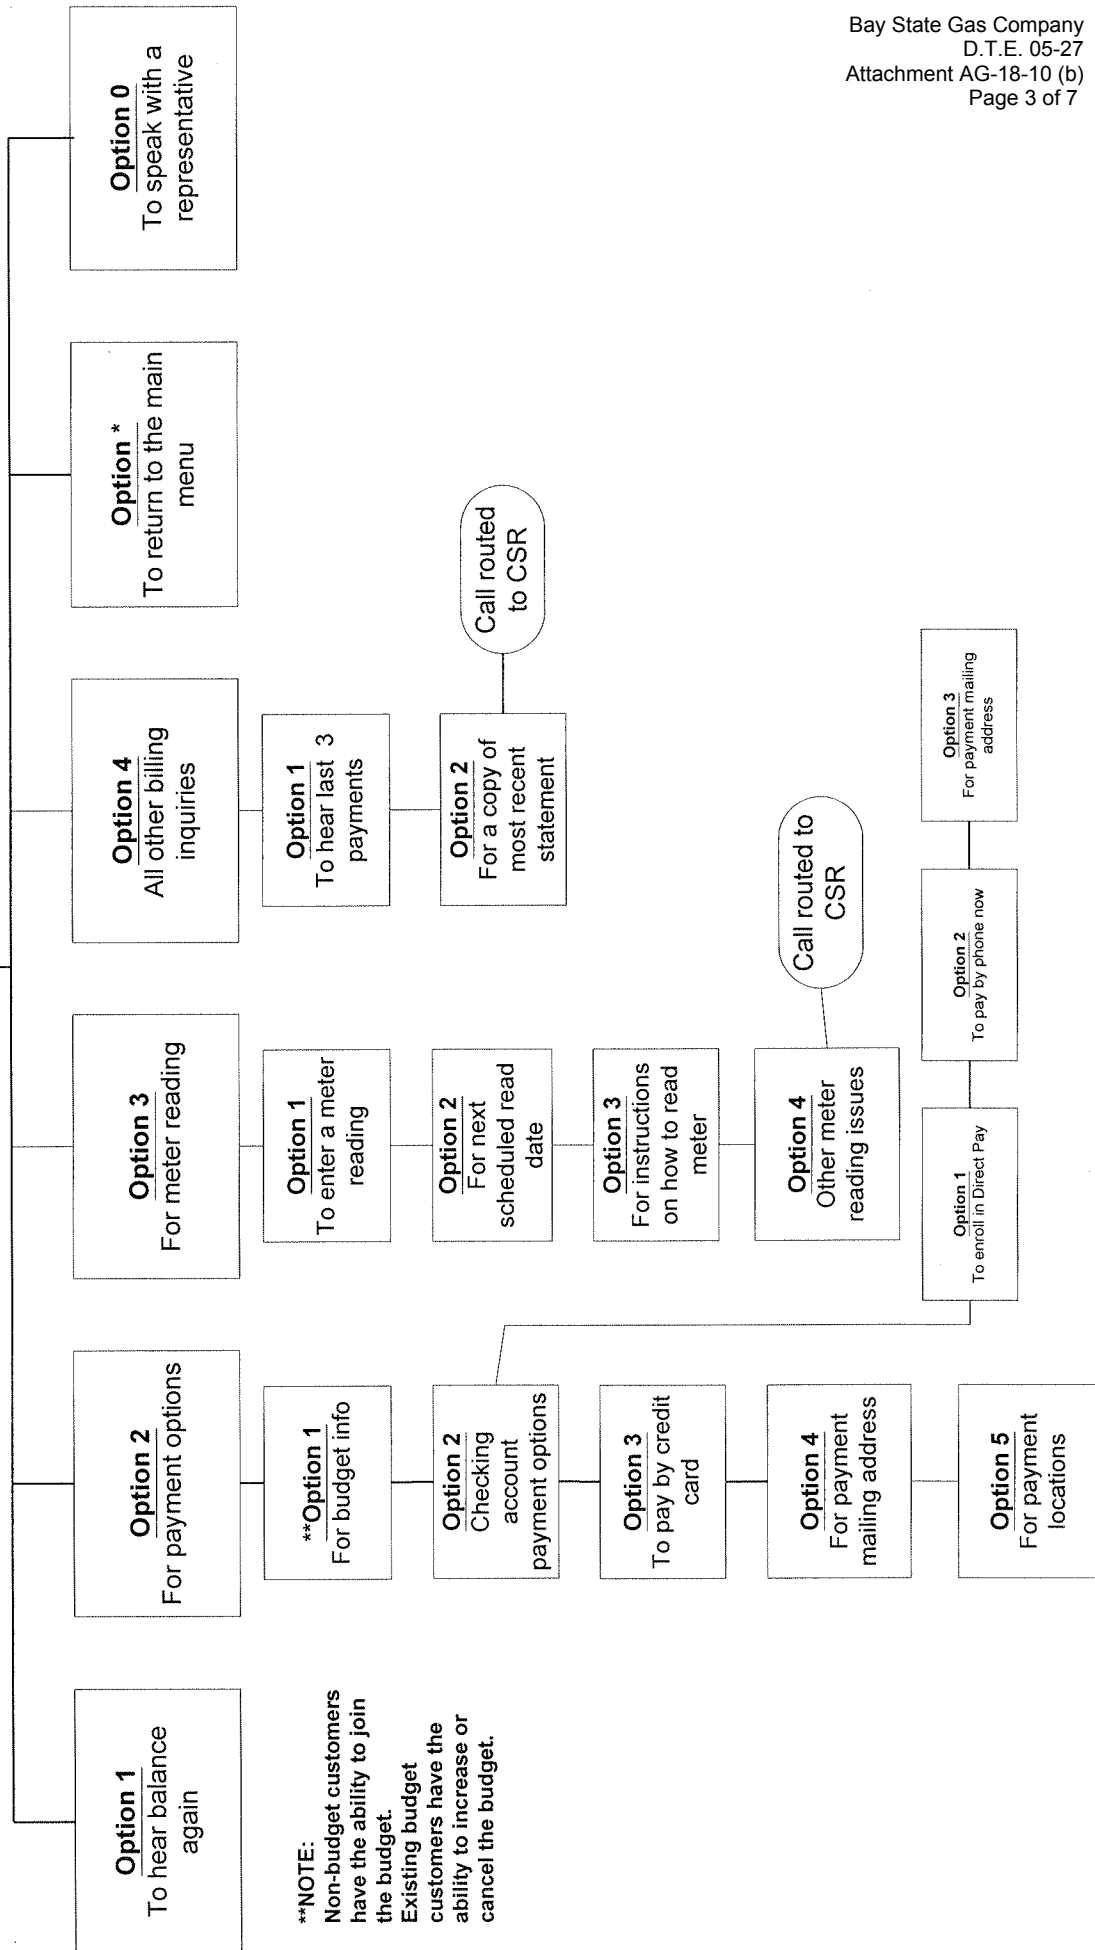 Bay State Gas Company
D.T.E. 05-27
Attachment AG-18-10 (b)
Page 3 of 7
Option 1
To hear balance
again
**NOTE:
Non-budget customers
have the ability to join
the budget.
Existing budget
customers have the
ability to increase or
cancel the budget.
Option 2
For payment options
**Option 1
For budget info
Option 2
Checking
account
payment options
Option 3
To pay by credit
card
Option 4
For payment
mailing address
Option 5
For payment
locations
Option 1
To enroll in Direct Pay
Option 2
To pay by phone now
Option 3
For payment mailing
address
Option 3
For meter reading
Option 1
To enter a meter
reading
Option 2
For next
scheduled read
date
Option 3
For instructions
on how to read
meter
Option 4
Other meter
reading issues
Call routed to
CSR
Option 4
All other billing
inquiries
Option 1
To hear last 3
payments
Option 2
For a copy of
most recent
statement
Call routed
to CSR
Option *
To return to the main
menu
Option 0
To speak with a
representative